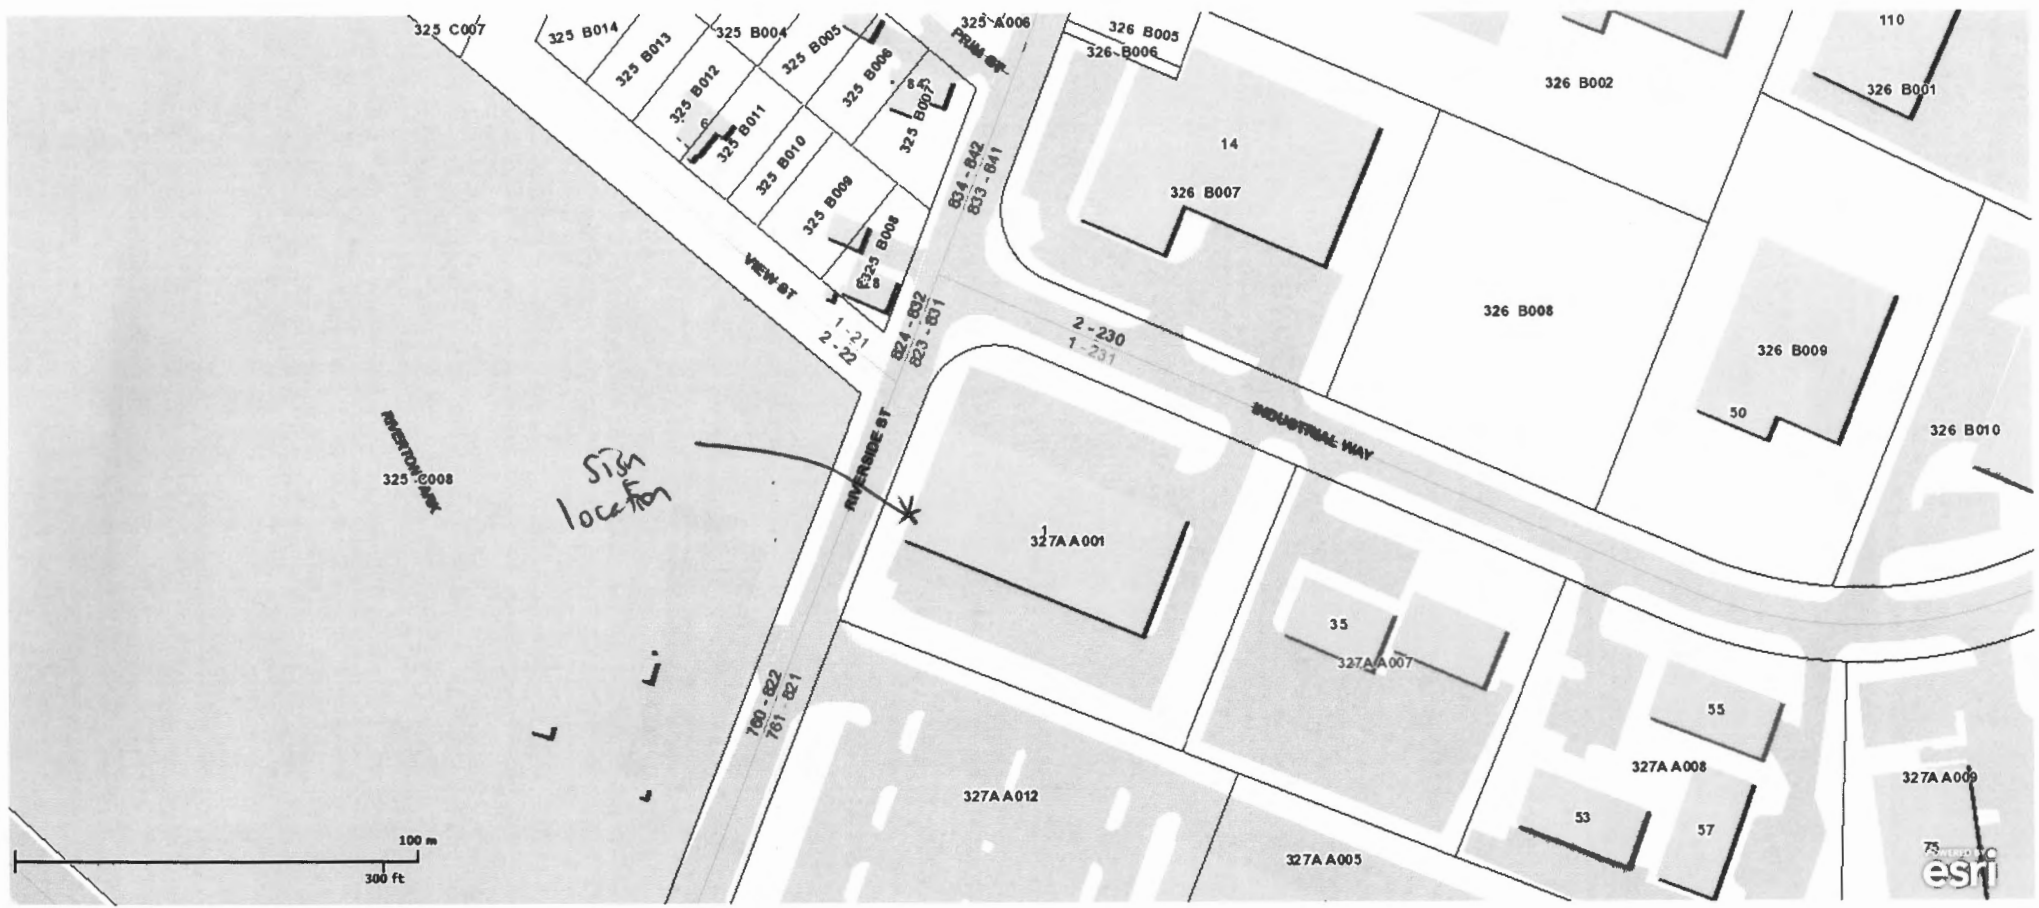 325 C007
325 B014
325 B013
325 B004
325 B005
325 A006
PRIM ST
326 B005
326 B006
110
326 B001
326 B002
325 B012
325 B006
325 B007
6
325 B011
325 B010
325 B009
325 B008
828
834 - 842
833 - 841
14
326 B007
VIEW ST
1 - 21
2 - 22
824 - 832
823 - 831
2 - 230
1 - 231
326 B008
326 B009
50
326 B010
INDUSTRIAL WAY
RIVERSIDE ST
325 C008
Sign
location
1
327A A001
35
327A A007
760 - 822
761 - 821
55
327A A008
327A A009
327A A012
53
57
75
327A A005
100 m
300 ft
POWERED BY
esri